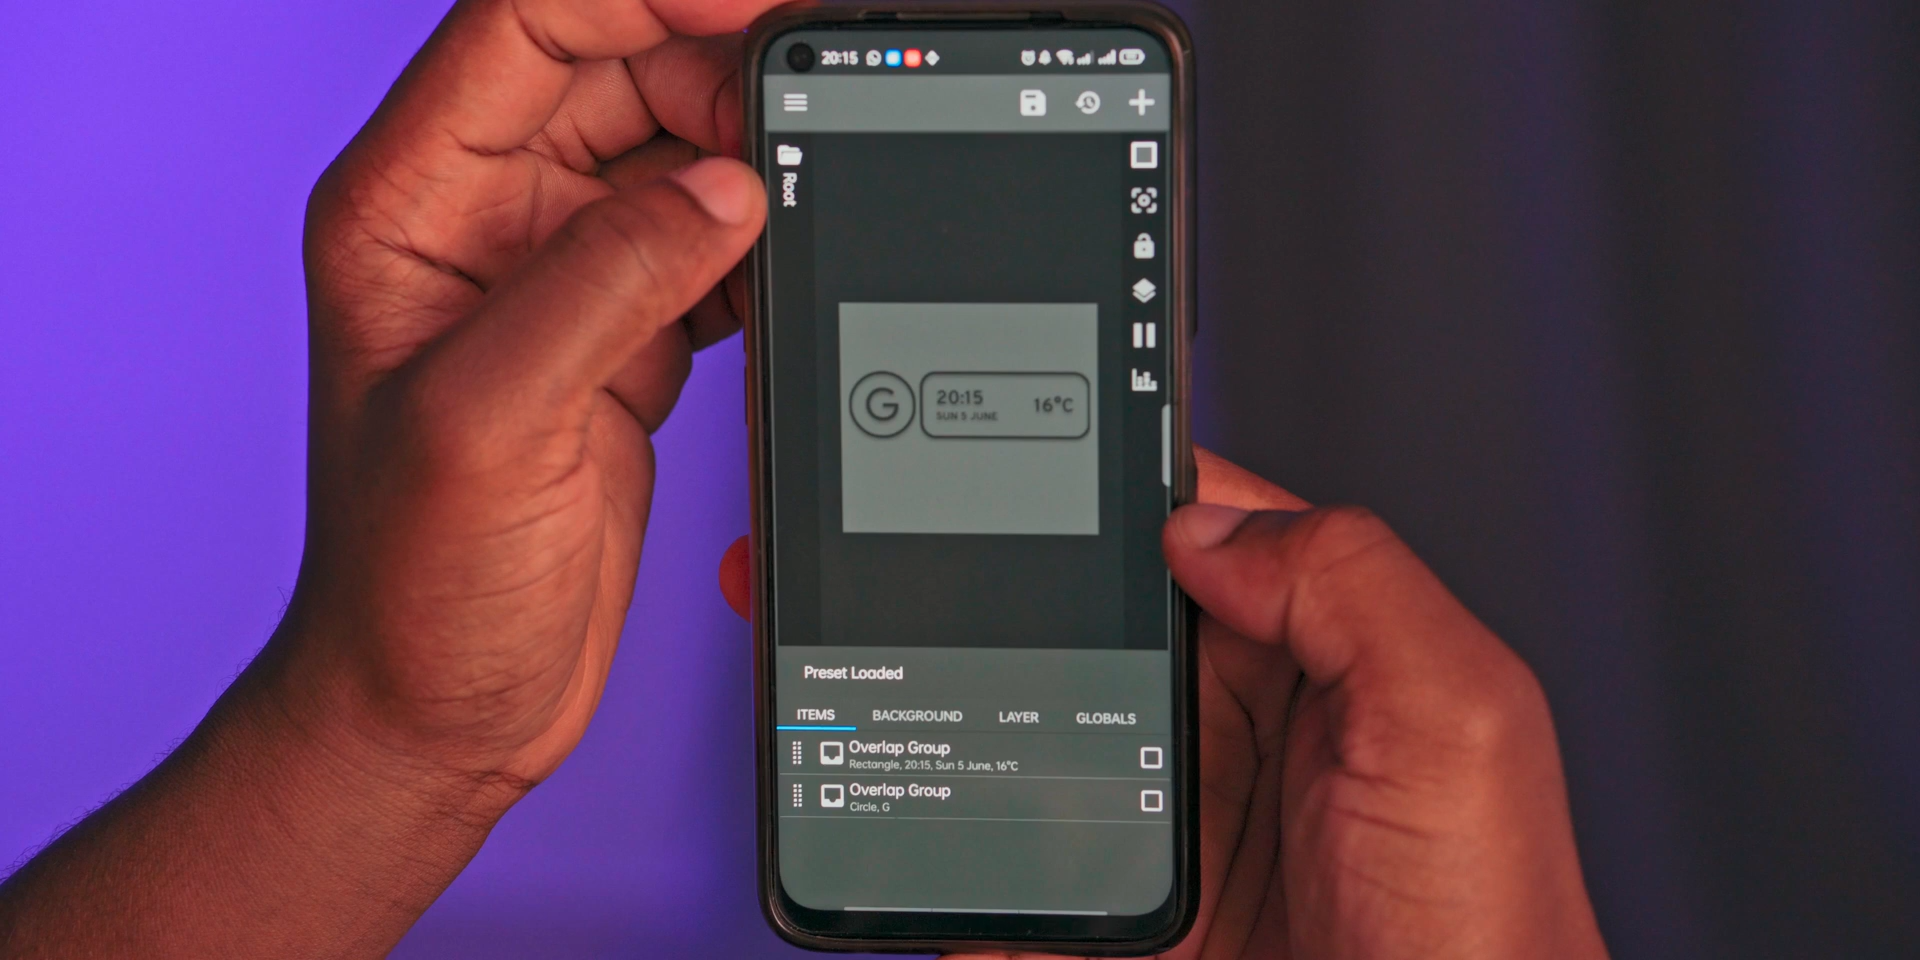 20:15
Root
G
20:15
SUN 5 JUNE
16°C
Preset Loaded
ITEMS BACKGROUND LAYER GLOBALS
Overlap Group
Rectangle, 20:15, Sun 5 June, 16°C
Overlap Group
Circle, G